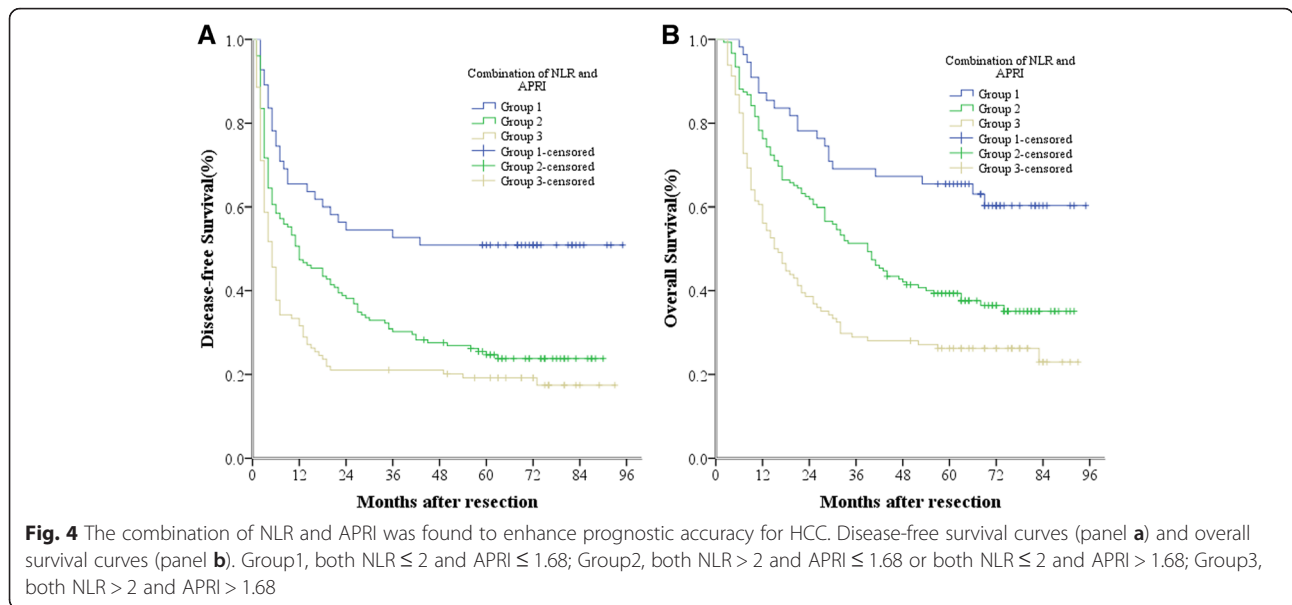 A
Combination of NLR and
APRI
Group 1
Group 2
Group 3
Group 1-censored
Group 2-censored
Group 3-censored
Disease-free Survival(%)
1.0
0.8
0.6
0.4
0.2
0.0
0 12 24 36 48 60 72 84 96
Months after resection
B
Combination of NLR and
APRI
Group 1
Group 2
Group 3
Group 1-censored
Group 2-censored
Group 3-censored
Overall Survival(%)
1.0
0.8
0.6
0.4
0.2
0.0
0 12 24 36 48 60 72 84 96
Months after resection
Fig. 4 The combination of NLR and APRI was found to enhance prognostic accuracy for HCC. Disease-free survival curves (panel a) and overall
survival curves (panel b). Group1, both NLR ≤ 2 and APRI ≤ 1.68; Group2, both NLR > 2 and APRI ≤ 1.68 or both NLR ≤ 2 and APRI > 1.68; Group3,
both NLR > 2 and APRI > 1.68